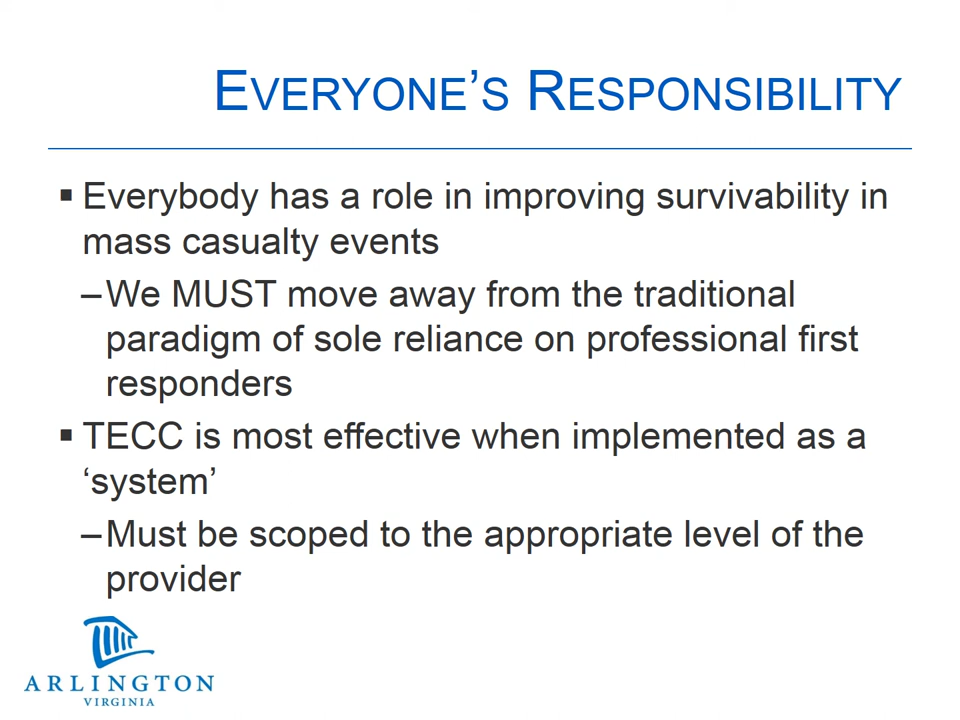 EVERYONE’S RESPONSIBILITY
▪ Everybody has a role in improving survivability in
mass casualty events
–We MUST move away from the traditional
paradigm of sole reliance on professional first
responders
▪ TECC is most effective when implemented as a
‘system’
–Must be scoped to the appropriate level of the
provider
ARLINGTON
VIRGINIA